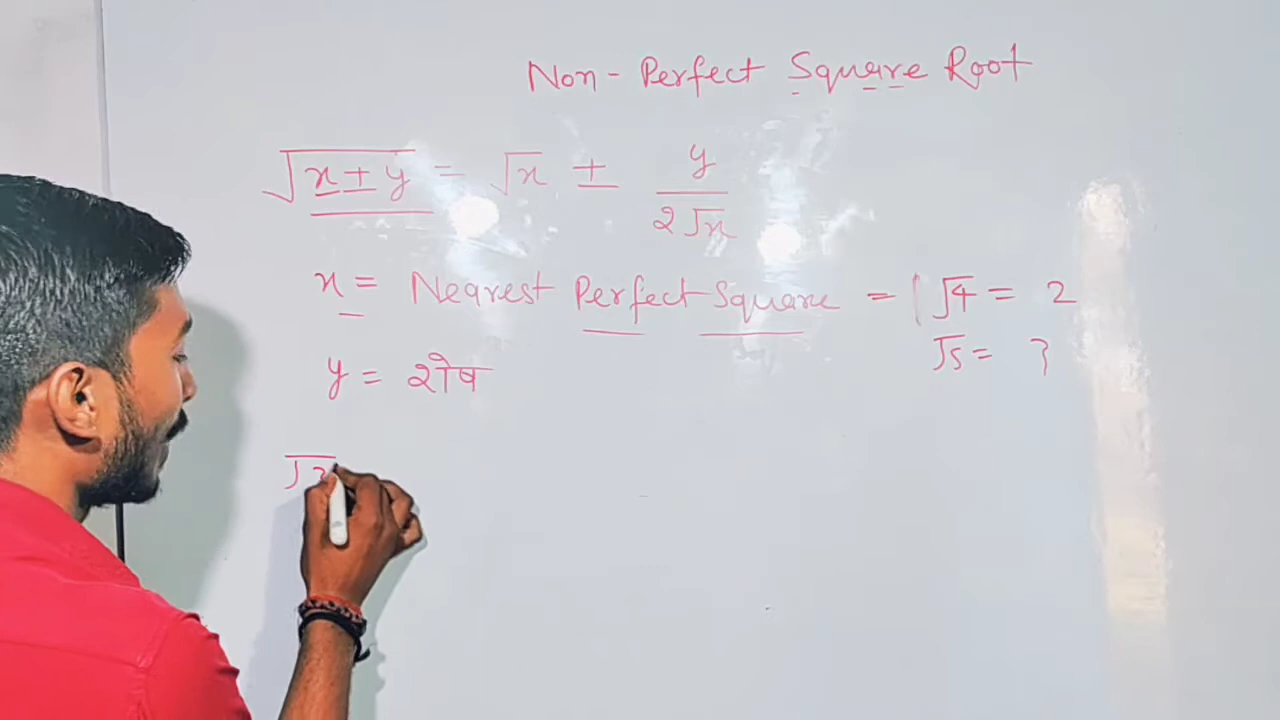 Non-Perfect Square Root
√(x ± y) = √x ± y/(2√x)
x = Nearest Perfect Square = √4 = 2
√5 = ?
y = शेष